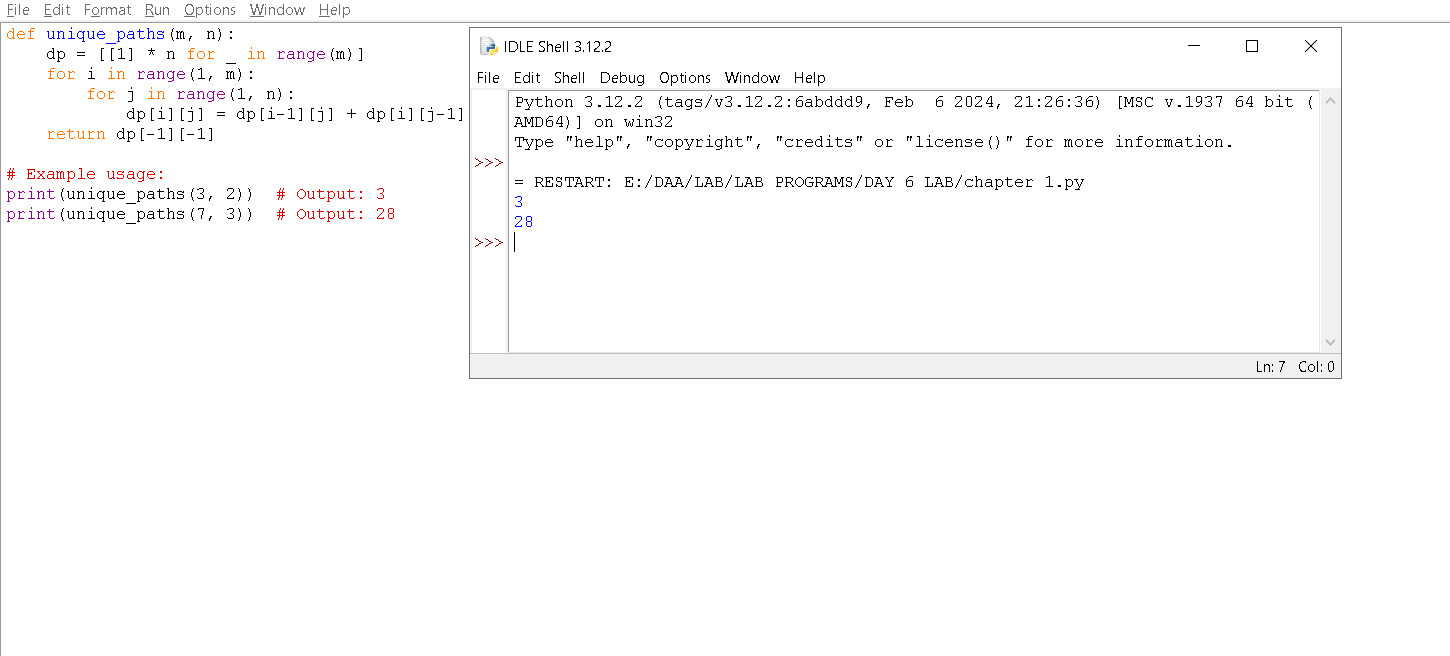 File Edit Format Run Options Window Help
def unique_paths(m, n):
    dp = [[1] * n for _ in range(m)]
    for i in range(1, m):
        for j in range(1, n):
            dp[i][j] = dp[i-1][j] + dp[i][j-1]
    return dp[-1][-1]
# Example usage:
print(unique_paths(3, 2))  # Output: 3
print(unique_paths(7, 3))  # Output: 28
IDLE Shell 3.12.2
File Edit Shell Debug Options Window Help
Python 3.12.2 (tags/v3.12.2:6abddd9, Feb  6 2024, 21:26:36) [MSC v.1937 64 bit (
AMD64)] on win32
Type "help", "copyright", "credits" or "license()" for more information.
>>>
= RESTART: E:/DAA/LAB/LAB PROGRAMS/DAY 6 LAB/chapter 1.py
3
28
>>>
Ln: 7 Col: 0